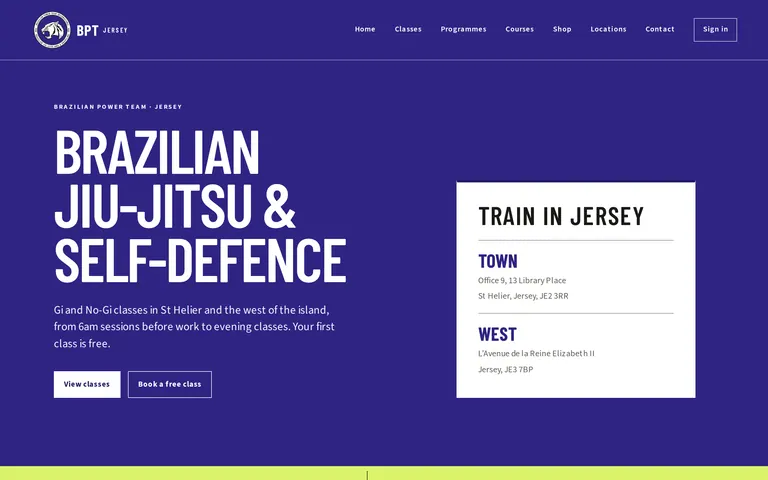 BPT JERSEY
Home Classes Programmes Courses Shop Locations Contact Sign in
BRAZILIAN POWER TEAM · JERSEY
BRAZILIAN
JIU-JITSU &
SELF-DEFENCE
Gi and No-Gi classes in St Helier and the west of the island,
from 6am sessions before work to evening classes. Your first
class is free.
View classes Book a free class
TRAIN IN JERSEY
TOWN
Office 9, 13 Library Place
St Helier, Jersey, JE2 3RR
WEST
L'Avenue de la Reine Elizabeth II
Jersey, JE3 7BP